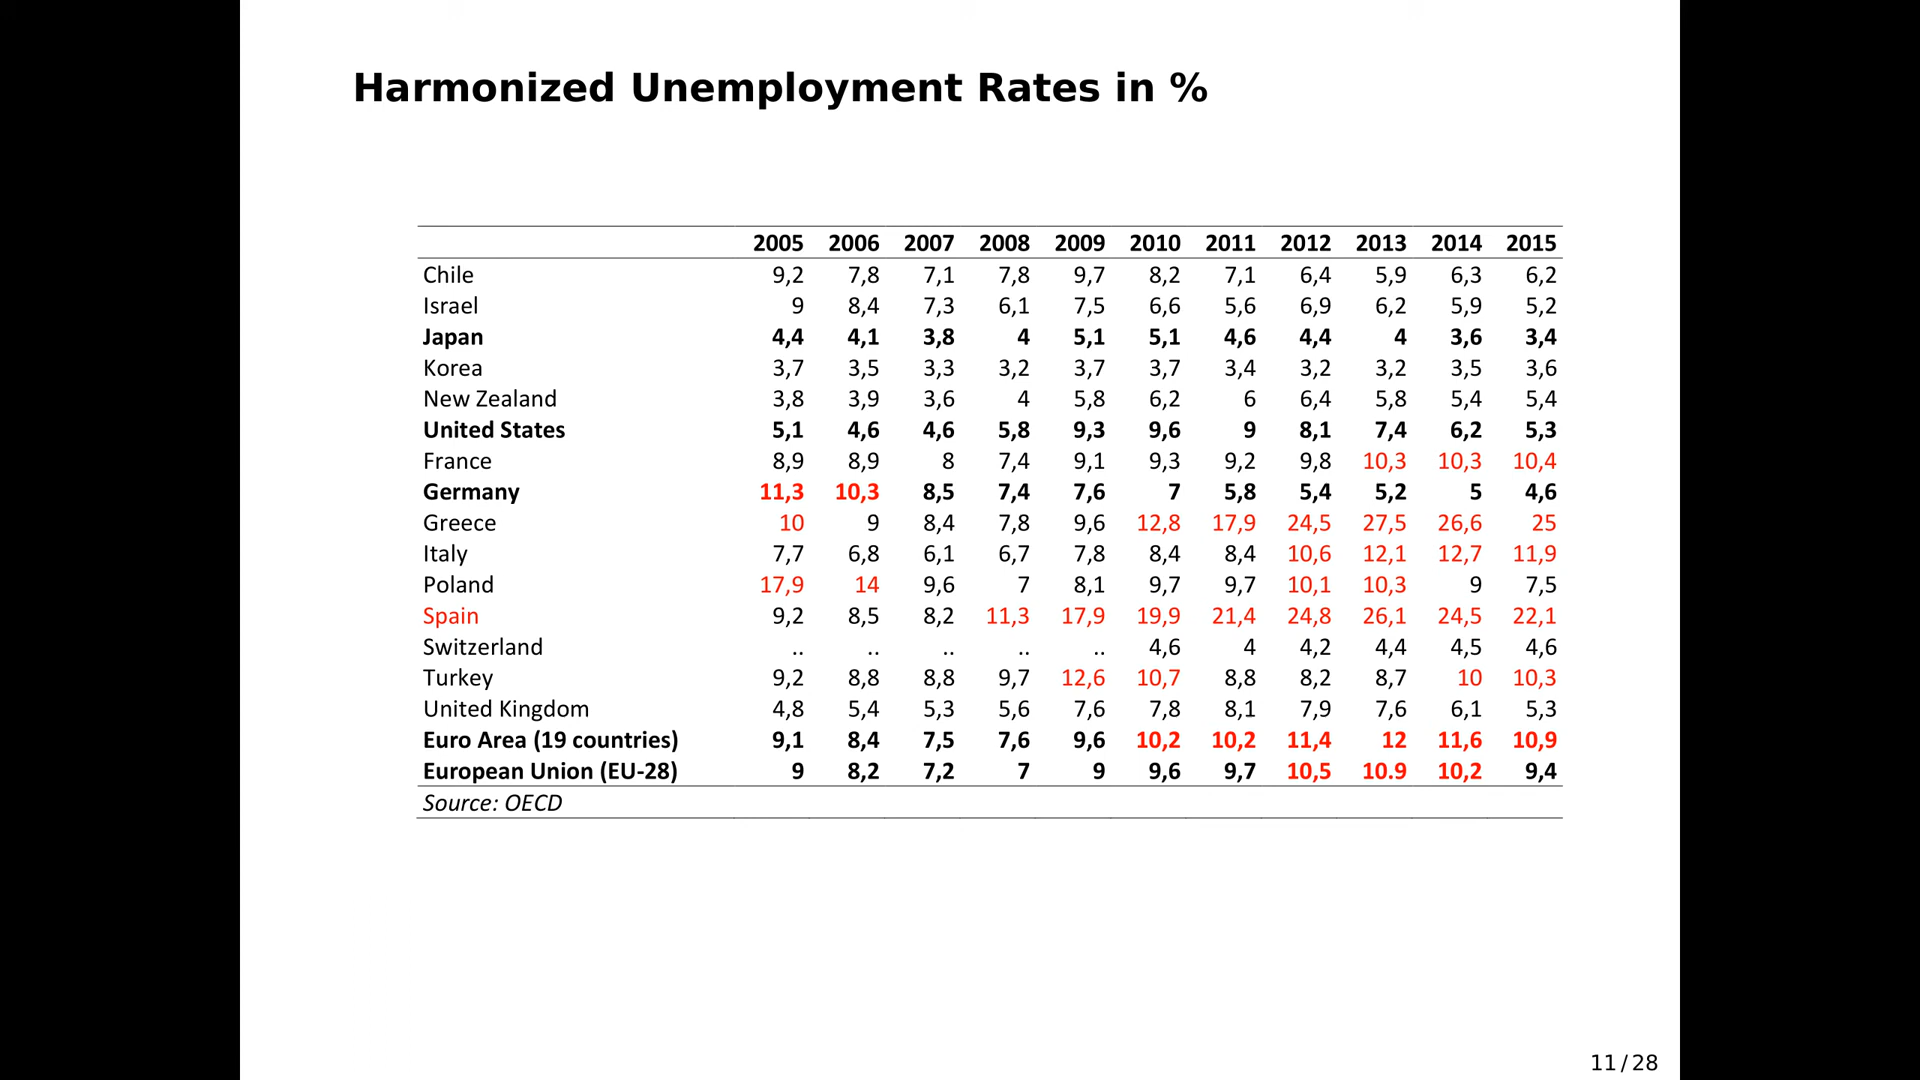 Harmonized Unemployment Rates in %
2005 2006 2007 2008 2009 2010 2011 2012 2013 2014 2015
Chile 9,2 7,8 7,1 7,8 9,7 8,2 7,1 6,4 5,9 6,3 6,2
Israel 9 8,4 7,3 6,1 7,5 6,6 5,6 6,9 6,2 5,9 5,2
Japan 4,4 4,1 3,8 4 5,1 5,1 4,6 4,4 4 3,6 3,4
Korea 3,7 3,5 3,3 3,2 3,7 3,7 3,4 3,2 3,2 3,5 3,6
New Zealand 3,8 3,9 3,6 4 5,8 6,2 6 6,4 5,8 5,4 5,4
United States 5,1 4,6 4,6 5,8 9,3 9,6 9 8,1 7,4 6,2 5,3
France 8,9 8,9 8 7,4 9,1 9,3 9,2 9,8 10,3 10,3 10,4
Germany 11,3 10,3 8,5 7,4 7,6 7 5,8 5,4 5,2 5 4,6
Greece 10 9 8,4 7,8 9,6 12,8 17,9 24,5 27,5 26,6 25
Italy 7,7 6,8 6,1 6,7 7,8 8,4 8,4 10,6 12,1 12,7 11,9
Poland 17,9 14 9,6 7 8,1 9,7 9,7 10,1 10,3 9 7,5
Spain 9,2 8,5 8,2 11,3 17,9 19,9 21,4 24,8 26,1 24,5 22,1
Switzerland .. .. .. .. .. 4,6 4 4,2 4,4 4,5 4,6
Turkey 9,2 8,8 8,8 9,7 12,6 10,7 8,8 8,2 8,7 10 10,3
United Kingdom 4,8 5,4 5,3 5,6 7,6 7,8 8,1 7,9 7,6 6,1 5,3
Euro Area (19 countries) 9,1 8,4 7,5 7,6 9,6 10,2 10,2 11,4 12 11,6 10,9
European Union (EU-28) 9 8,2 7,2 7 9 9,6 9,7 10,5 10.9 10,2 9,4
Source: OECD
11/28